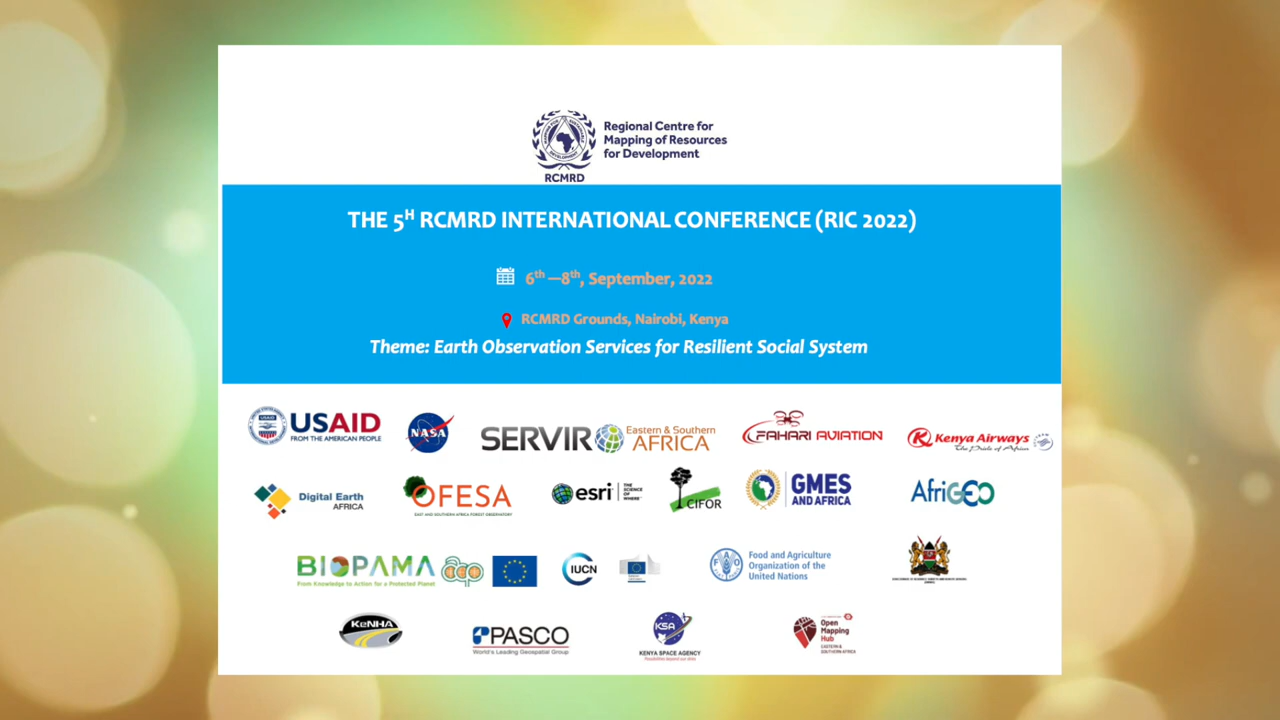 Regional Centre for
Mapping of Resources
for Development
RCMRD
THE 5H RCMRD INTERNATIONAL CONFERENCE (RIC 2022)
6th —8th, September, 2022
RCMRD Grounds, Nairobi, Kenya
Theme: Earth Observation Services for Resilient Social System
USAID
FROM THE AMERICAN PEOPLE
NASA
SERVIR
Eastern & Southern
AFRICA
FAHARI AVIATION
Kenya Airways
The Pride of Africa
Digital Earth
AFRICA
OFESA
EAST AND SOUTHERN AFRICA FOREST OBSERVATORY
esri
THE
SCIENCE
OF
WHERE
CIFOR
GMES
AND AFRICA
AfriGEO
BIOPAMA
From Knowledge to Action for a Protected Planet
acp
IUCN
FAO
Food and Agriculture
Organization of the
United Nations
KeNHA
PASCO
World's Leading Geospatial Group
KSA
KENYA SPACE AGENCY
Open
Mapping
Hub
EASTERN &
SOUTHERN AFRICA